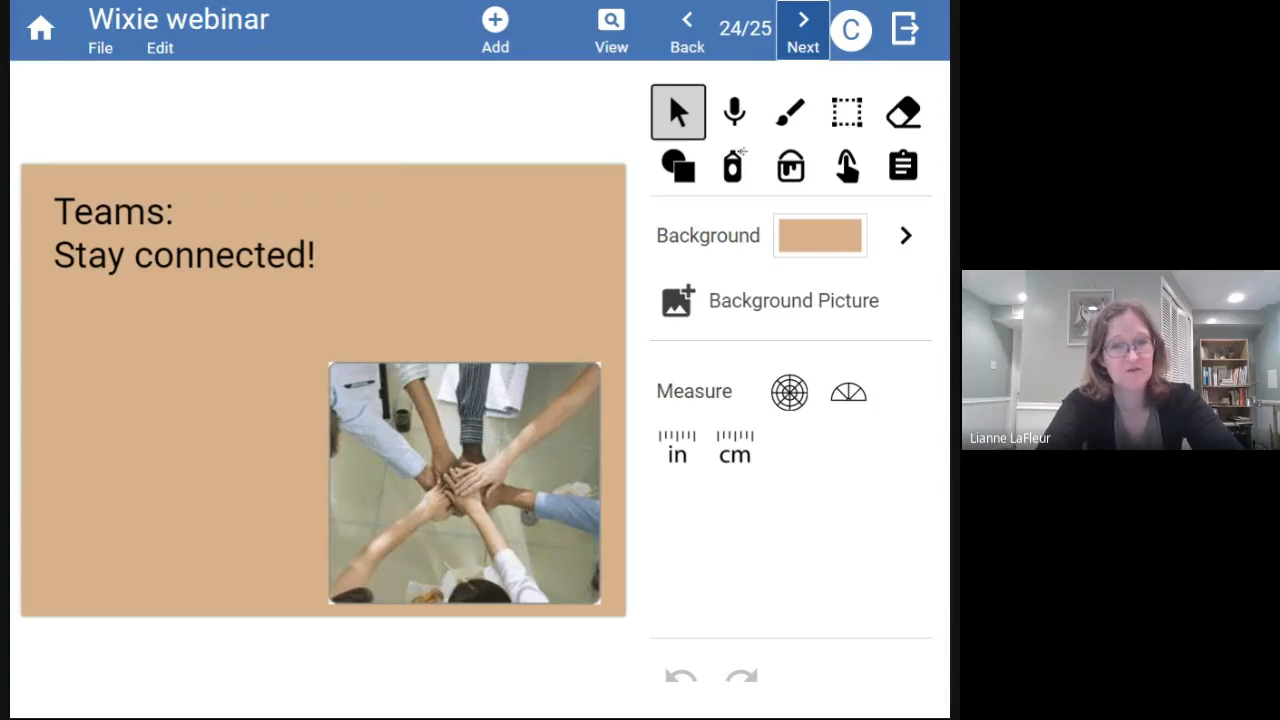 Wixie webinar
File Edit
Add
View
Back
24/25
Next
C
Teams:
Stay connected!
Background
Background Picture
Measure
in cm
Lianne LaFleur